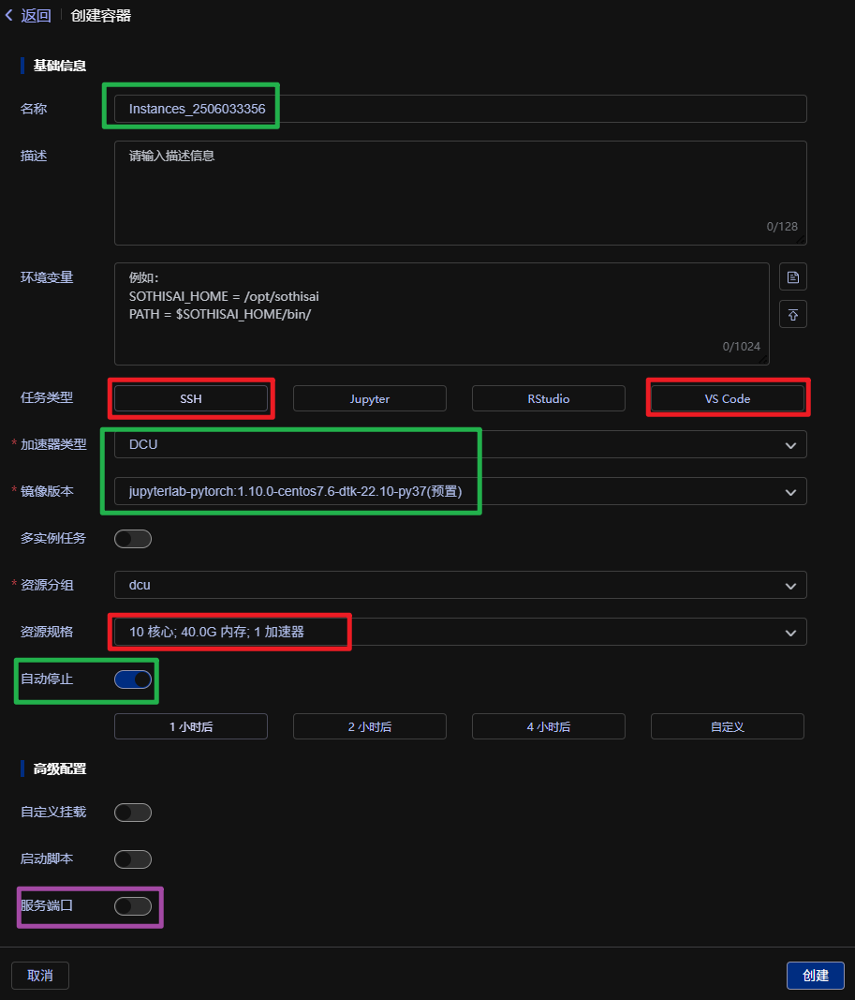 返回 创建容器
基础信息
名称 Instances_2506033356
描述 请输入描述信息
0/128
环境变量 例如:
SOTHISAI_HOME = /opt/sothisai
PATH = $SOTHISAI_HOME/bin/
0/1024
任务类型 SSH Jupyter RStudio VS Code
* 加速器类型 DCU
* 镜像版本 jupyterlab-pytorch:1.10.0-centos7.6-dtk-22.10-py37(预置)
多实例任务
* 资源分组 dcu
资源规格 10 核心; 40.0G 内存; 1 加速器
自动停止
1 小时后 2 小时后 4 小时后 自定义
高级配置
自定义挂载
启动脚本
服务端口
取消 创建